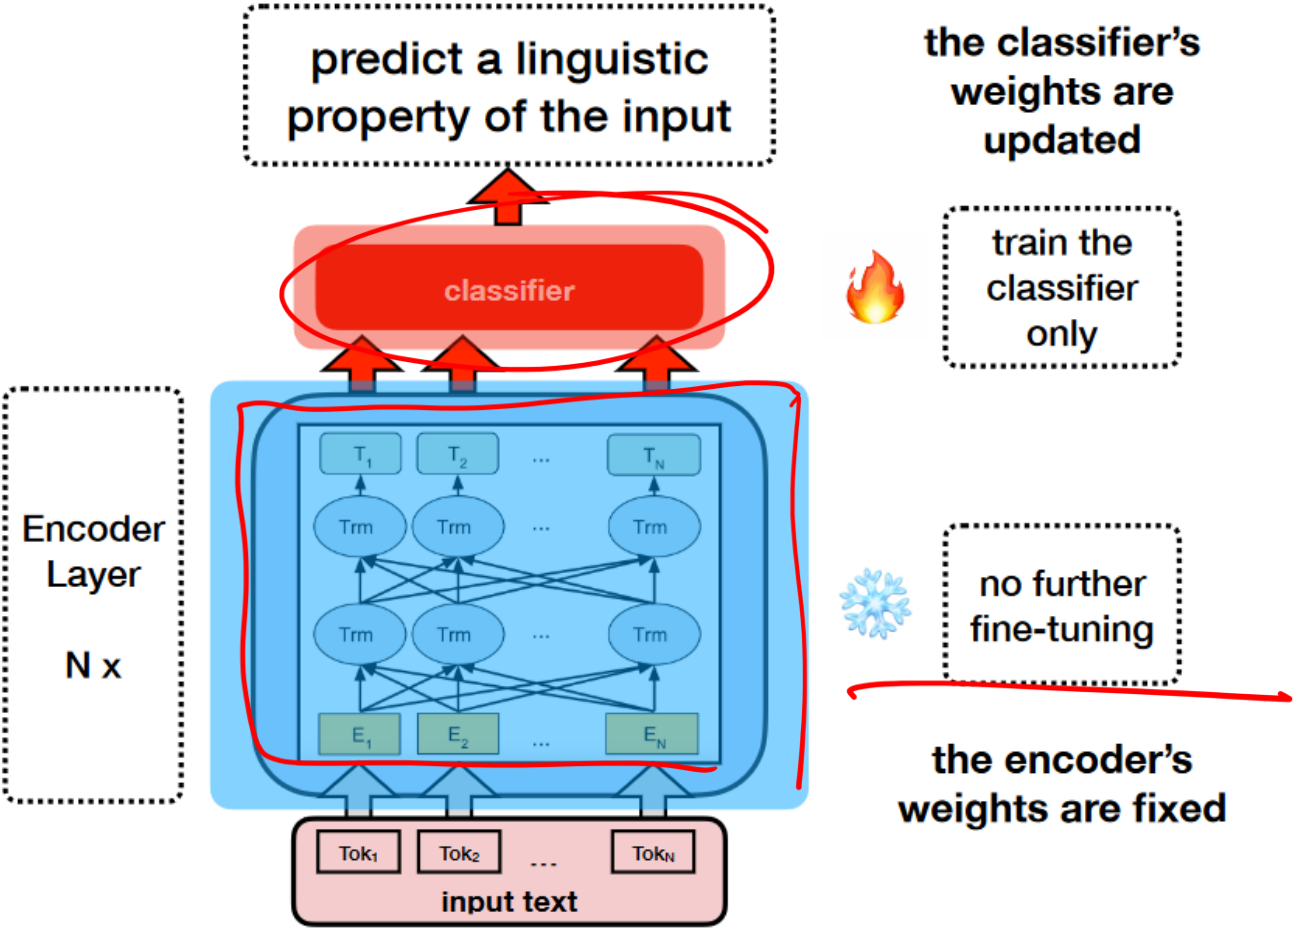 predict a linguistic
property of the input
the classifier's
weights are
updated
classifier
train the
classifier
only
Encoder
Layer
N x
T1 T2 ... TN
Trm Trm ... Trm
Trm Trm ... Trm
E1 E2 ... EN
no further
fine-tuning
the encoder's
weights are fixed
Tok1 Tok2 ... TokN
input text